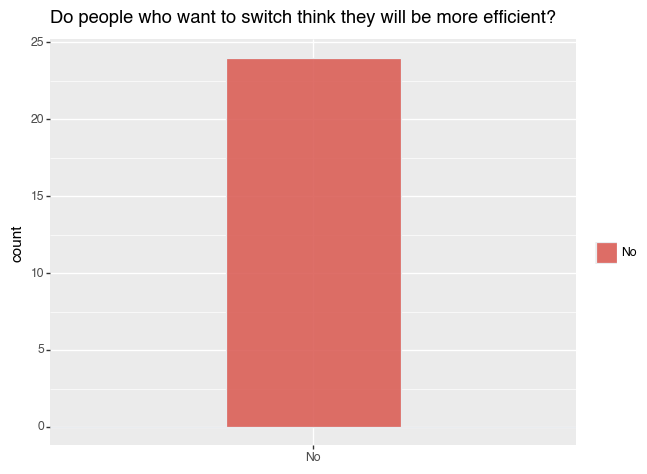 Do people who want to switch think they will be more efficient?
25
20
15
10
5
0
count
No
No